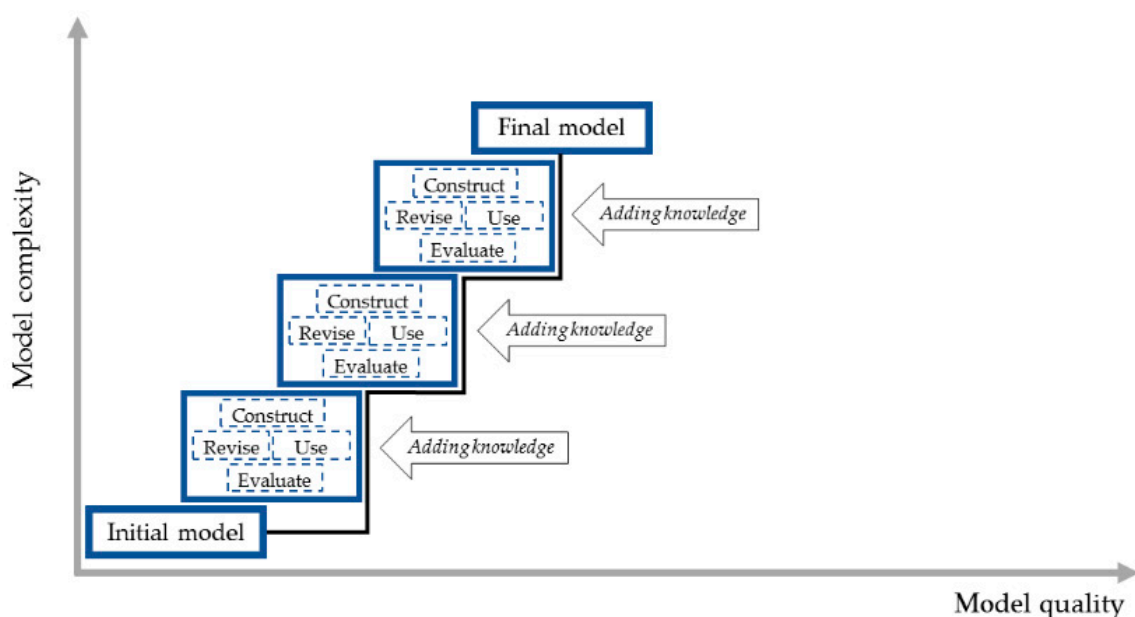 Model complexity
Final model
Construct
Revise Use
Evaluate
Adding knowledge
Construct
Revise Use
Evaluate
Adding knowledge
Construct
Revise Use
Evaluate
Adding knowledge
Initial model
Model quality